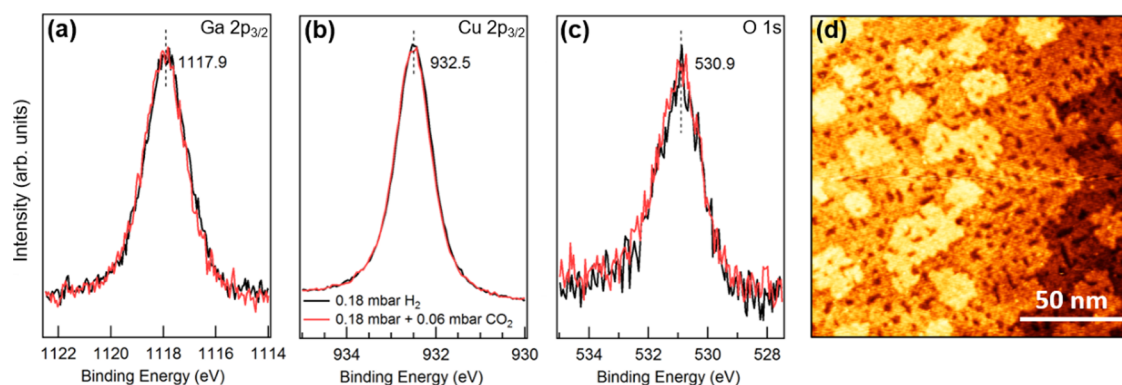 (a)
Ga 2p3/2
1117.9
Intensity (arb. units)
1122 1120 1118 1116 1114
Binding Energy (eV)
(b)
Cu 2p3/2
932.5
0.18 mbar H2
0.18 mbar + 0.06 mbar CO2
934 932 930
Binding Energy (eV)
(c)
O 1s
530.9
534 531 530 528
Binding Energy (eV)
(d)
50 nm